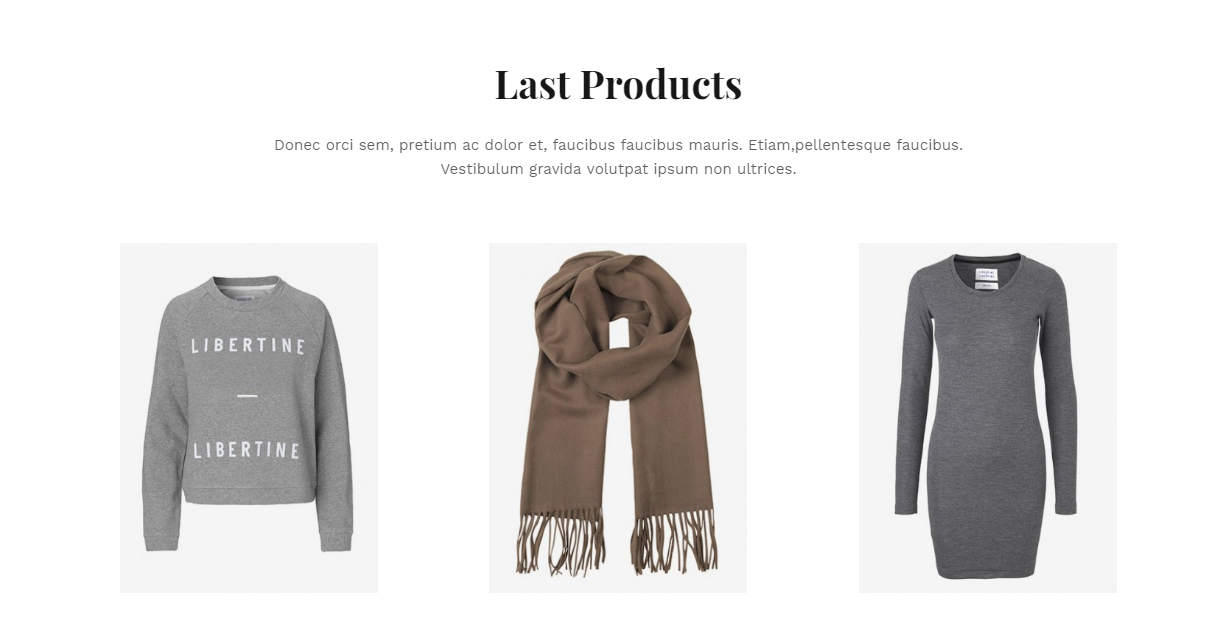 Last Products
Donec orci sem, pretium ac dolor et, faucibus faucibus mauris. Etiam,pellentesque faucibus.
Vestibulum gravida volutpat ipsum non ultrices.
LIBERTINE
LIBERTINE